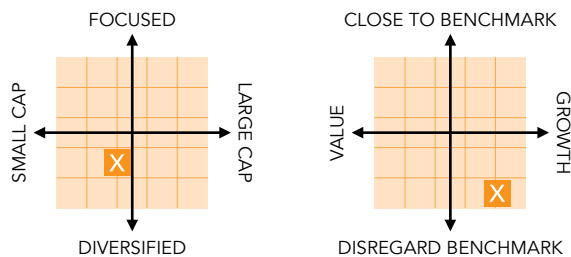 FOCUSED
SMALL CAP
LARGE CAP
X
DIVERSIFIED
CLOSE TO BENCHMARK
VALUE
GROWTH
X
DISREGARD BENCHMARK